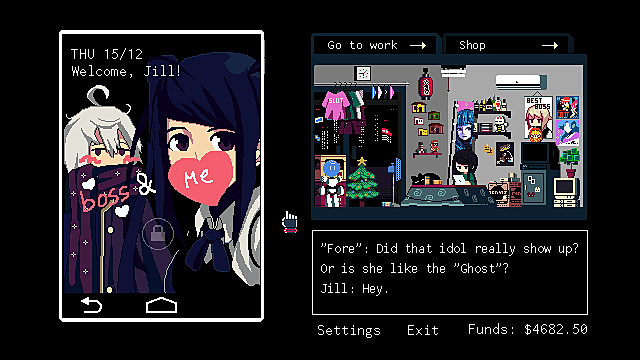 THU 15/12
Welcome, Jill!
boss
&
Me
Go to work
Shop
SLUT
BEST
BOSS
"Fore": Did that idol really show up?
Or is she like the "Ghost"?
Jill: Hey.
Settings
Exit
Funds: $4682.50